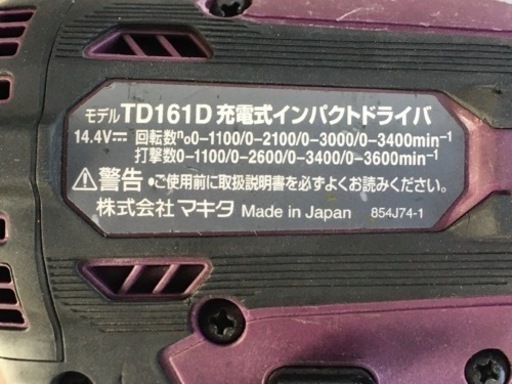 モデル TD161D 充電式インパクトドライバ
14.4V⎓ 回転数n₀0-1100/0-2100/0-3000/0-3400min⁻¹
打撃数0-1100/0-2600/0-3400/0-3600min⁻¹
⚠警告 ●ご使用前に取扱説明書を必ずよくお読みください。
株式会社マキタ Made in Japan 854J74-1